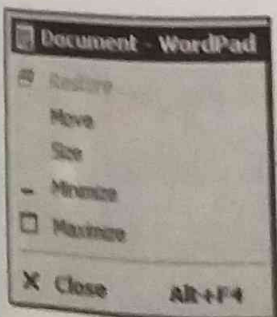 Document - WordPad
Restore
Move
Size
Minimize
Maximize
Close Alt+F4